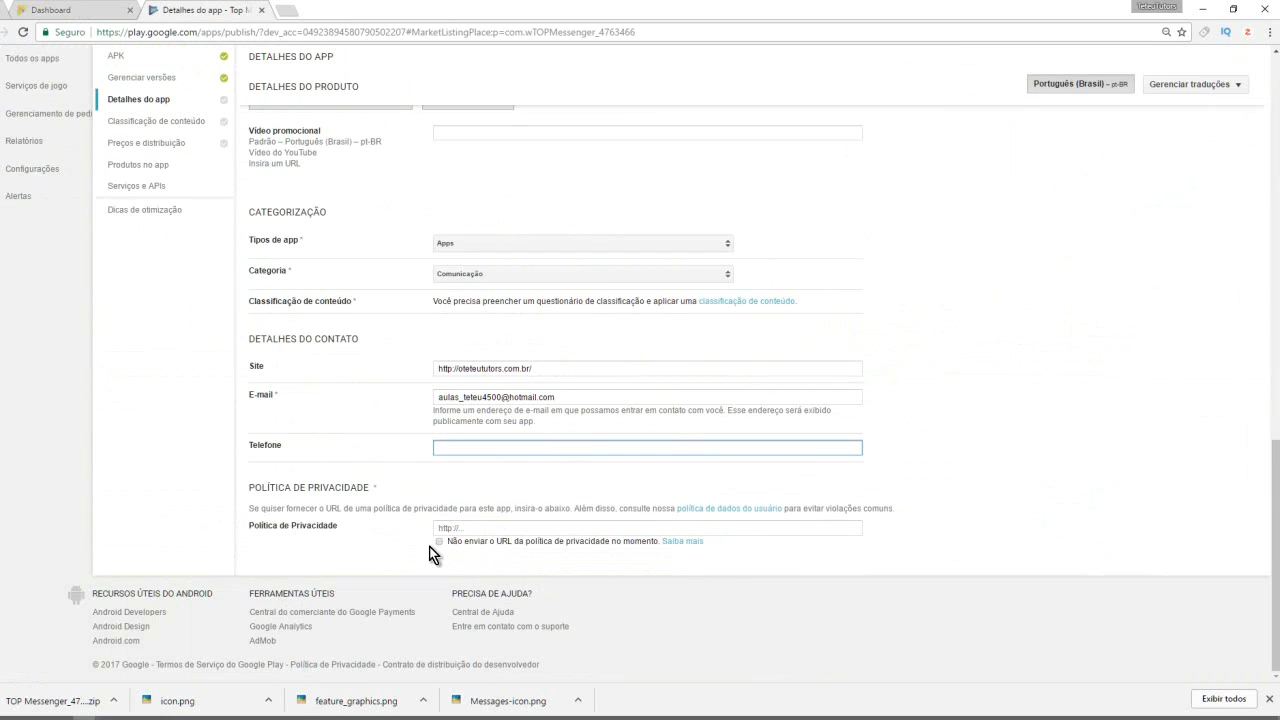 Dashboard
Detalhes do app - Top M
TeteuTutors
Seguro
https://play.google.com/apps/publish/?dev_acc=04923894580790502207#MarketListingPlace:p=com.wTOPMessenger_4763466
Todos os apps
Serviços de jogo
Gerenciamento de pedi
Relatórios
Configurações
Alertas
APK
Gerenciar versões
Detalhes do app
Classificação de conteúdo
Preços e distribuição
Produtos no app
Serviços e APIs
Dicas de otimização
DETALHES DO APP
DETALHES DO PRODUTO
Português (Brasil) – pt-BR
Gerenciar traduções
Vídeo promocional
Padrão – Português (Brasil) – pt-BR
Vídeo do YouTube
Insira um URL
CATEGORIZAÇÃO
Tipos de app *
Apps
Categoria *
Comunicação
Classificação de conteúdo *
Você precisa preencher um questionário de classificação e aplicar uma classificação de conteúdo.
DETALHES DO CONTATO
Site
http://oteteututors.com.br/
E-mail *
aulas_teteu4500@hotmail.com
Informe um endereço de e-mail em que possamos entrar em contato com você. Esse endereço será exibido
publicamente com seu app.
Telefone
POLÍTICA DE PRIVACIDADE *
Se quiser fornecer o URL de uma política de privacidade para este app, insira-o abaixo. Além disso, consulte nossa política de dados do usuário para evitar violações comuns.
Política de Privacidade
http://...
Não enviar o URL da política de privacidade no momento. Saiba mais
RECURSOS ÚTEIS DO ANDROID
Android Developers
Android Design
Android.com
FERRAMENTAS ÚTEIS
Central do comerciante do Google Payments
Google Analytics
AdMob
PRECISA DE AJUDA?
Central de Ajuda
Entre em contato com o suporte
© 2017 Google - Termos de Serviço do Google Play - Política de Privacidade - Contrato de distribuição do desenvolvedor
TOP Messenger_47....zip
icon.png
feature_graphics.png
Messages-icon.png
Exibir todos